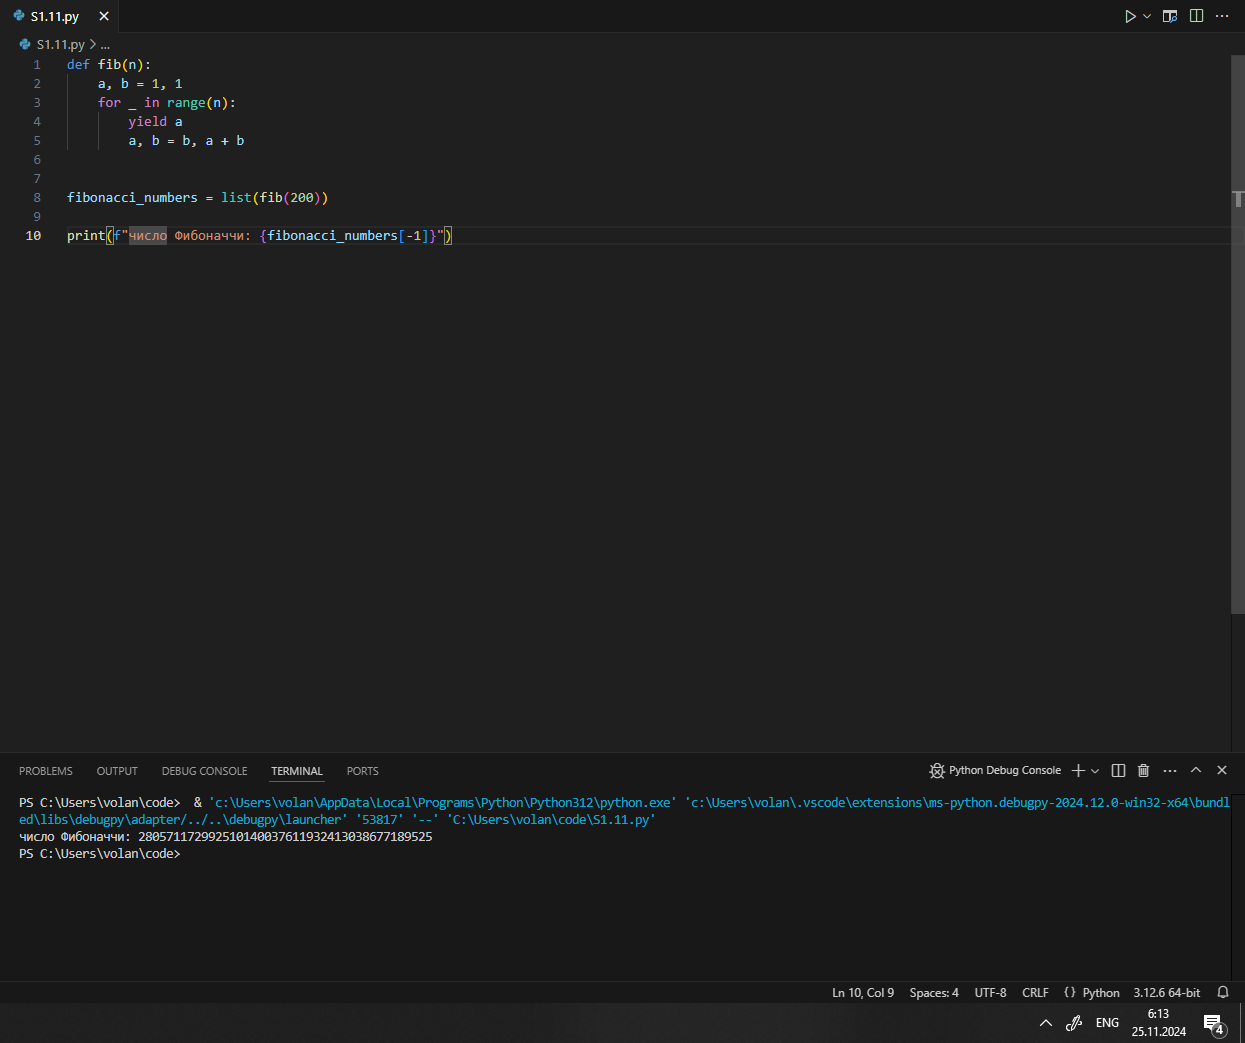 S1.11.py
S1.11.py > ...
1 def fib(n):
2     a, b = 1, 1
3     for _ in range(n):
4         yield a
5         a, b = b, a + b
6
7
8 fibonacci_numbers = list(fib(200))
9
10 print(f"число Фибоначчи: {fibonacci_numbers[-1]}")
PROBLEMS OUTPUT DEBUG CONSOLE TERMINAL PORTS Python Debug Console
PS C:\Users\volan\code>  & 'c:\Users\volan\AppData\Local\Programs\Python\Python312\python.exe' 'c:\Users\volan\.vscode\extensions\ms-python.debugpy-2024.12.0-win32-x64\bundl
ed\libs\debugpy\adapter/../..\debugpy\launcher' '53817' '--' 'C:\Users\volan\code\S1.11.py'
число Фибоначчи: 280571172992510140037611932413038677189525
PS C:\Users\volan\code>
Ln 10, Col 9 Spaces: 4 UTF-8 CRLF {} Python 3.12.6 64-bit
ENG 6:13
25.11.2024
4